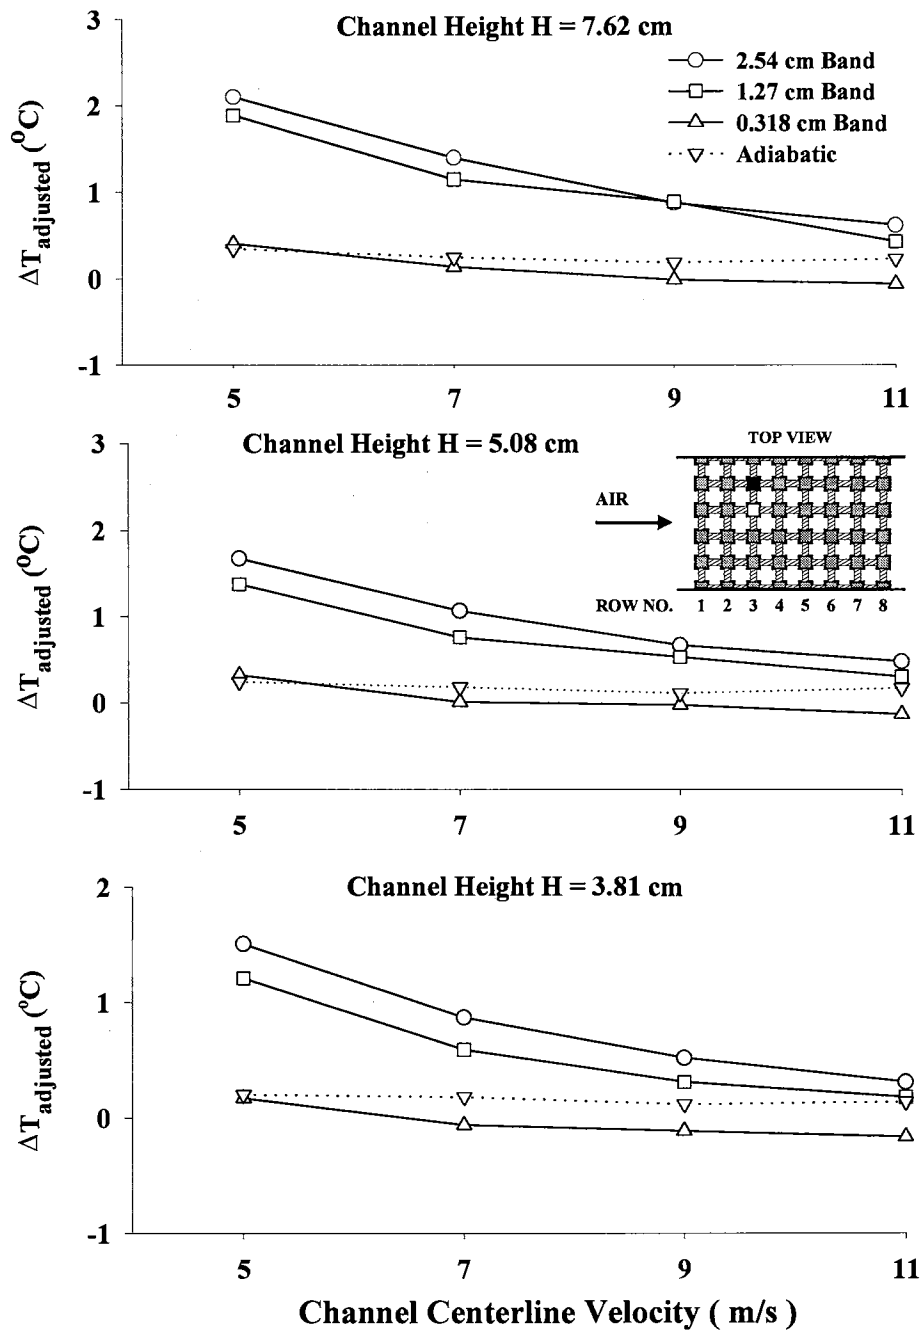 Channel Height H = 7.62 cm
2.54 cm Band
1.27 cm Band
0.318 cm Band
Adiabatic
3
2
1
0
-1
ΔTadjusted (°C)
5 7 9 11
Channel Height H = 5.08 cm
TOP VIEW
AIR
ROW NO. 1 2 3 4 5 6 7 8
3
2
1
0
-1
ΔTadjusted (°C)
5 7 9 11
Channel Height H = 3.81 cm
2
1
0
-1
ΔTadjusted (°C)
5 7 9 11
Channel Centerline Velocity ( m/s )